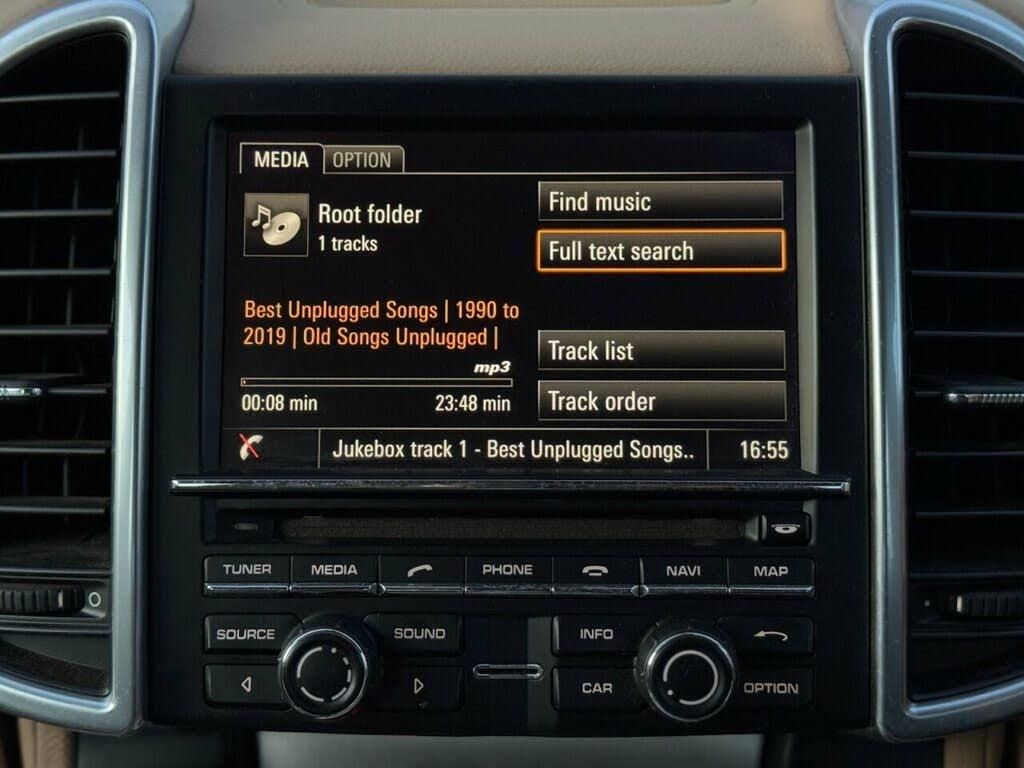 MEDIA OPTION
Root folder
1 tracks
Find music
Full text search
Best Unplugged Songs | 1990 to
2019 | Old Songs Unplugged |
mp3
Track list
00:08 min 23:48 min
Track order
Jukebox track 1 - Best Unplugged Songs.. 16:55
TUNER MEDIA PHONE NAVI MAP
SOURCE SOUND INFO
CAR OPTION